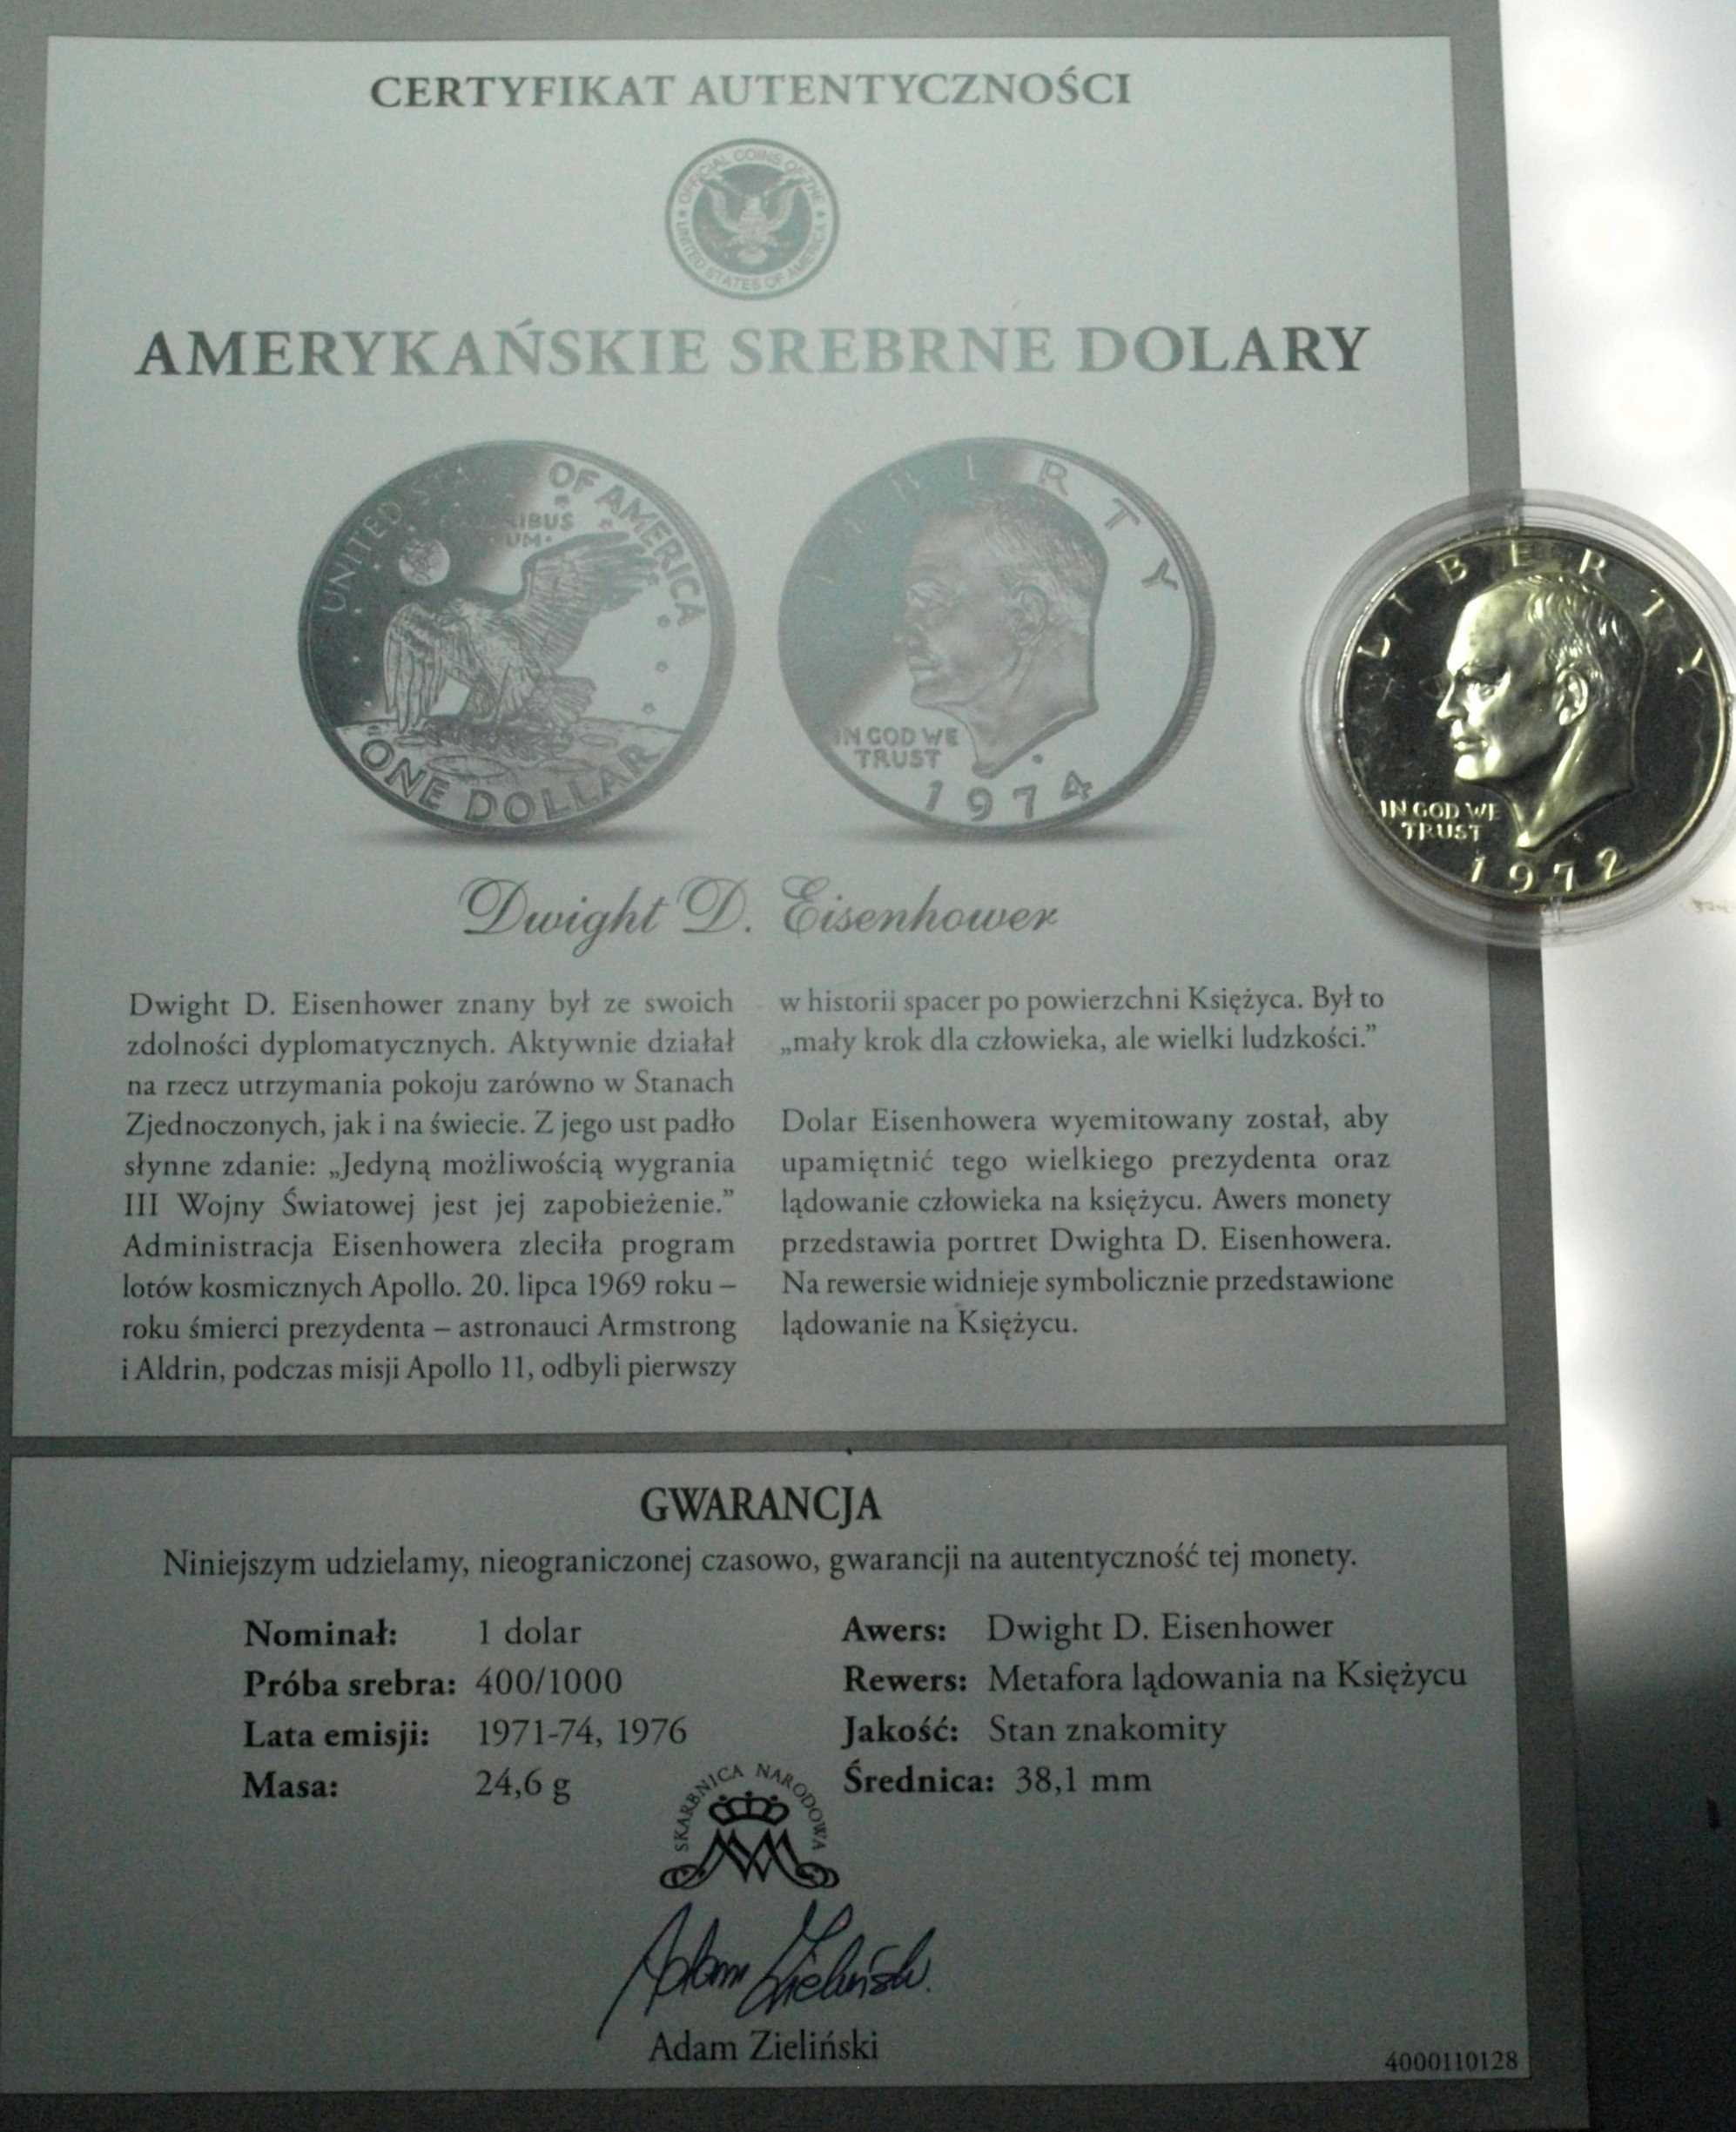 CERTYFIKAT AUTENTYCZNOŚCI
OFFICIAL COINS OF THE
UNITED STATES OF AMERICA
AMERYKAŃSKIE SREBRNE DOLARY
UNITED STA OF AMERICA
RIBUS
UM·
ONE DOLLAR
L I B E R T Y
IN GOD WE
TRUST
1974
LIBERTY
IN GOD WE
TRUST
1972
Dwight D. Eisenhower
Dwight D. Eisenhower znany był ze swoich
zdolności dyplomatycznych. Aktywnie działał
na rzecz utrzymania pokoju zarówno w Stanach
Zjednoczonych, jak i na świecie. Z jego ust padło
słynne zdanie: „Jedyną możliwością wygrania
III Wojny Światowej jest jej zapobieżenie.”
Administracja Eisenhowera zleciła program
lotów kosmicznych Apollo. 20. lipca 1969 roku –
roku śmierci prezydenta – astronauci Armstrong
i Aldrin, podczas misji Apollo 11, odbyli pierwszy
w historii spacer po powierzchni Księżyca. Był to
„mały krok dla człowieka, ale wielki ludzkości.”
Dolar Eisenhowera wyemitowany został, aby
upamiętnić tego wielkiego prezydenta oraz
lądowanie człowieka na księżycu. Awers monety
przedstawia portret Dwighta D. Eisenhowera.
Na rewersie widnieje symbolicznie przedstawione
lądowanie na Księżycu.
GWARANCJA
Niniejszym udzielamy, nieograniczonej czasowo, gwarancji na autentyczność tej monety.
Nominał: 1 dolar
Próba srebra: 400/1000
Lata emisji: 1971-74, 1976
Masa: 24,6 g
Awers: Dwight D. Eisenhower
Rewers: Metafora lądowania na Księżycu
Jakość: Stan znakomity
Średnica: 38,1 mm
SKARBNICA NARODOWA
Adam Zieliński
Adam Zieliński
4000110128